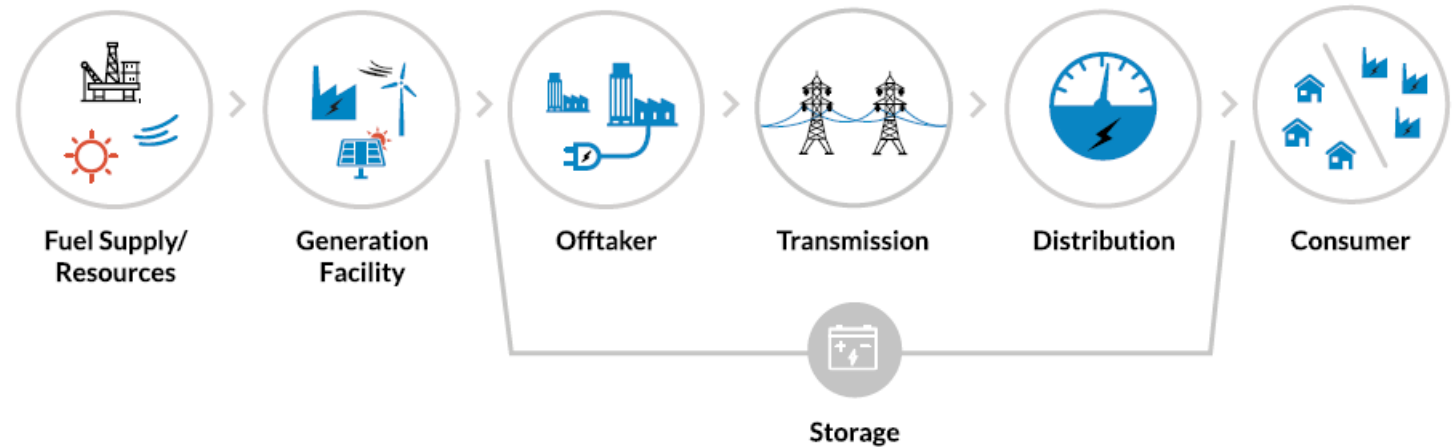 Fuel Supply/
Resources
Generation
Facility
Offtaker
Transmission
Distribution
Consumer
Storage